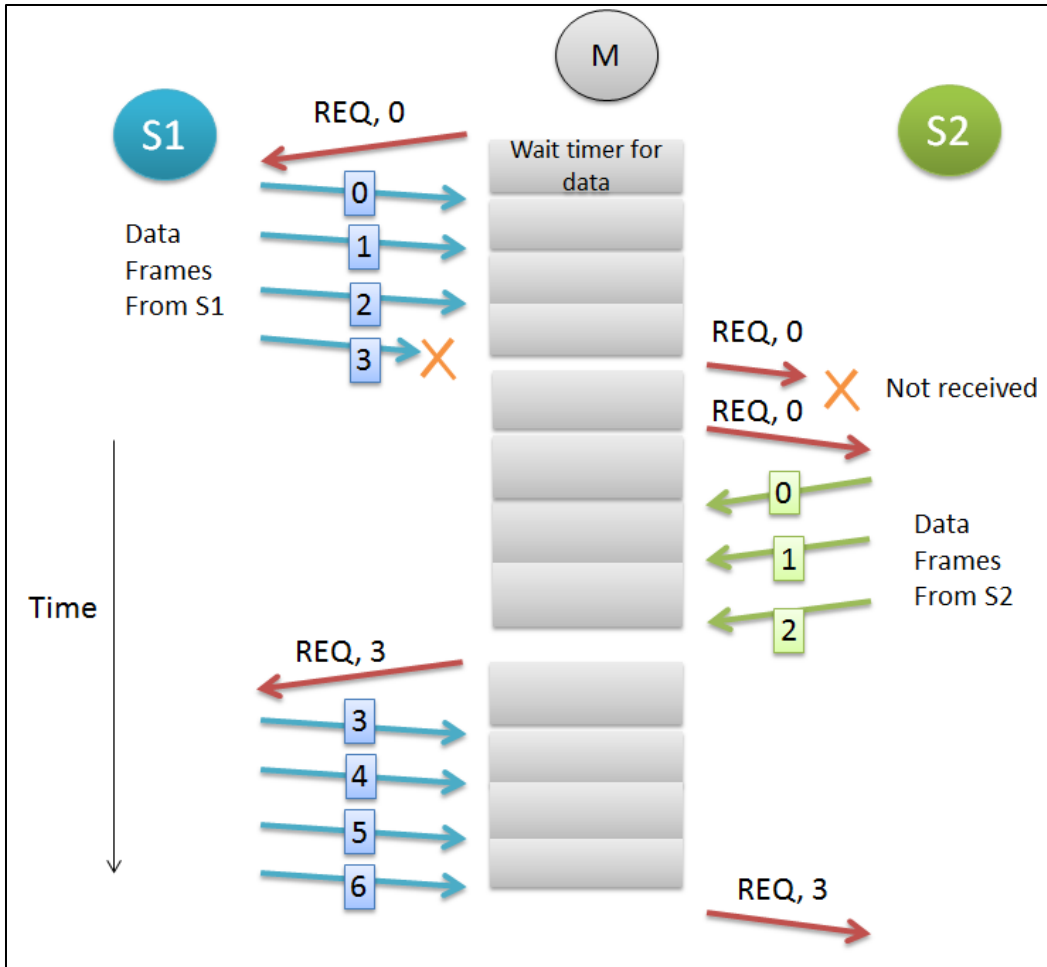 M
S1
REQ, 0
S2
Wait timer for
data
0
Data
Frames
From S1
1
2
3
REQ, 0
Not received
REQ, 0
0
1
2
Data
Frames
From S2
Time
REQ, 3
3
4
5
6
REQ, 3